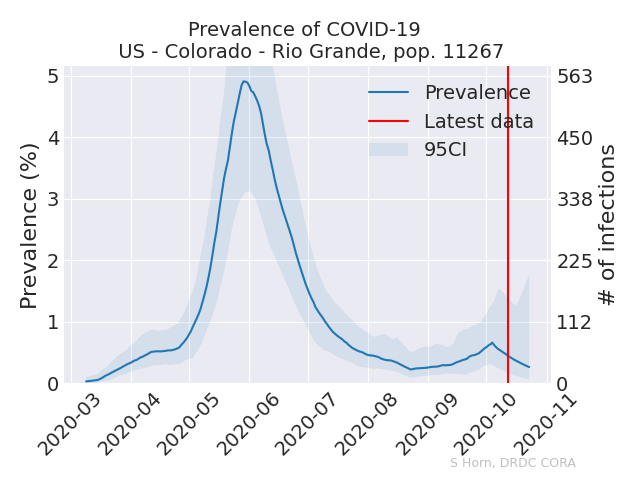 Prevalence of COVID-19
US - Colorado - Rio Grande, pop. 11267
Prevalence (%)
5
4
3
2
1
0
Prevalence
Latest data
95CI
563
450
338
225
112
0
# of infections
2020-03
2020-04
2020-05
2020-06
2020-07
2020-08
2020-09
2020-10
2020-11
S Horn, DRDC CORA